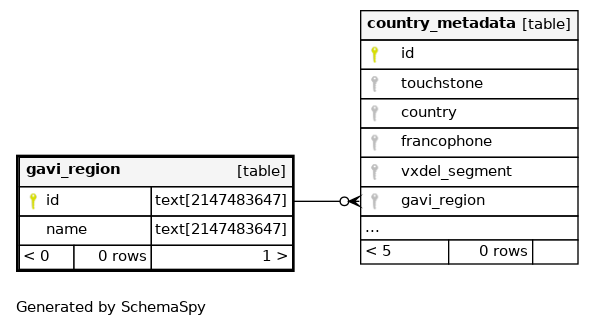 country_metadata [table]
id
touchstone
country
francophone
vxdel_segment
gavi_region
...
< 5 0 rows
gavi_region [table]
id text[2147483647]
name text[2147483647]
< 0 0 rows 1 >
Generated by SchemaSpy